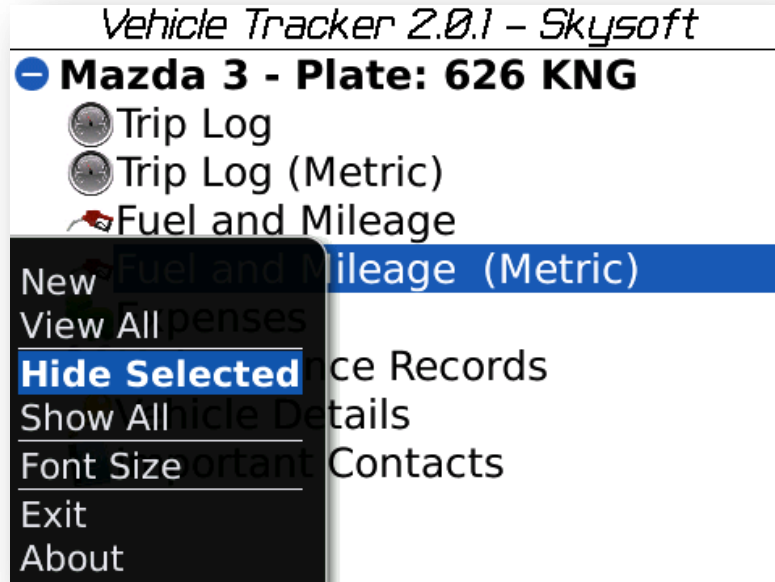 Vehicle Tracker 2.0.1 – Skysoft
Mazda 3 - Plate: 626 KNG
Trip Log
Trip Log (Metric)
Fuel and Mileage
Fuel and Mileage (Metric)
Expenses
ce Records
Vehicle Details
Important Contacts
New
View All
Hide Selected
Show All
Font Size
Exit
About